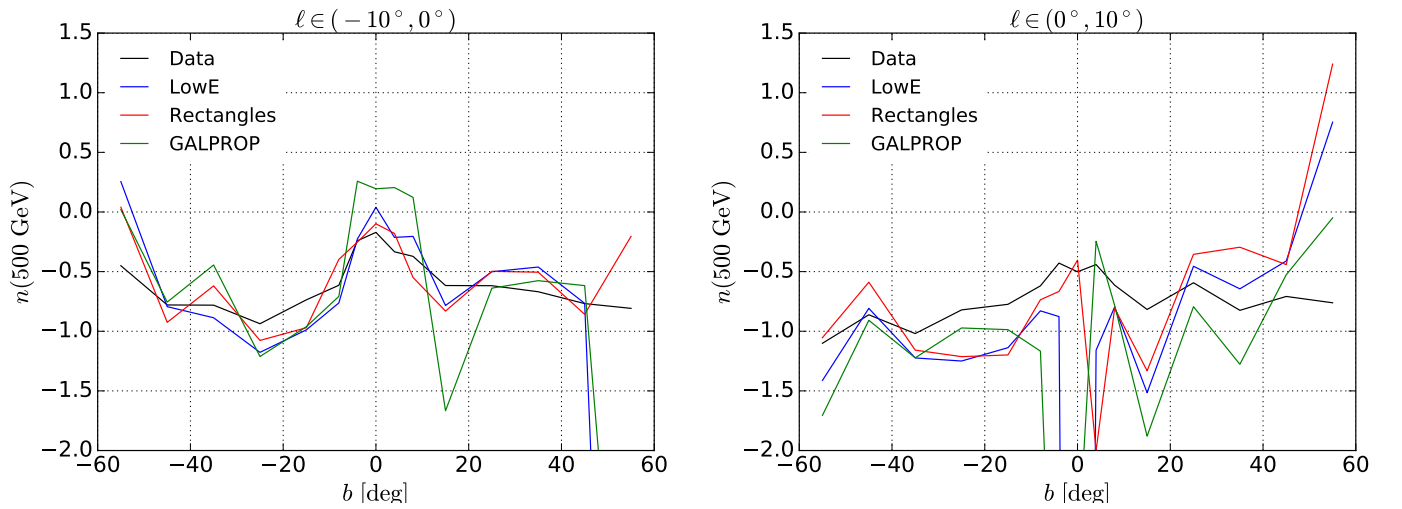 ℓ∈(−10°,0°)
1.5
1.0
0.5
0.0
−0.5
−1.0
−1.5
−2.0
n(500 GeV)
Data
LowE
Rectangles
GALPROP
−60 −40 −20 0 20 40 60
b [deg]
ℓ∈(0°,10°)
1.5
1.0
0.5
0.0
−0.5
−1.0
−1.5
−2.0
n(500 GeV)
Data
LowE
Rectangles
GALPROP
−60 −40 −20 0 20 40 60
b [deg]